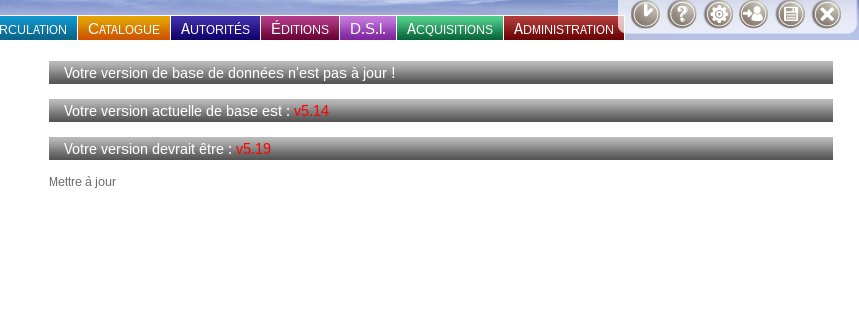 RCULATION CATALOGUE AUTORITÉS ÉDITIONS D.S.I. ACQUISITIONS ADMINISTRATION
Votre version de base de données n'est pas à jour !
Votre version actuelle de base est : v5.14
Votre version devrait être : v5.19
Mettre à jour